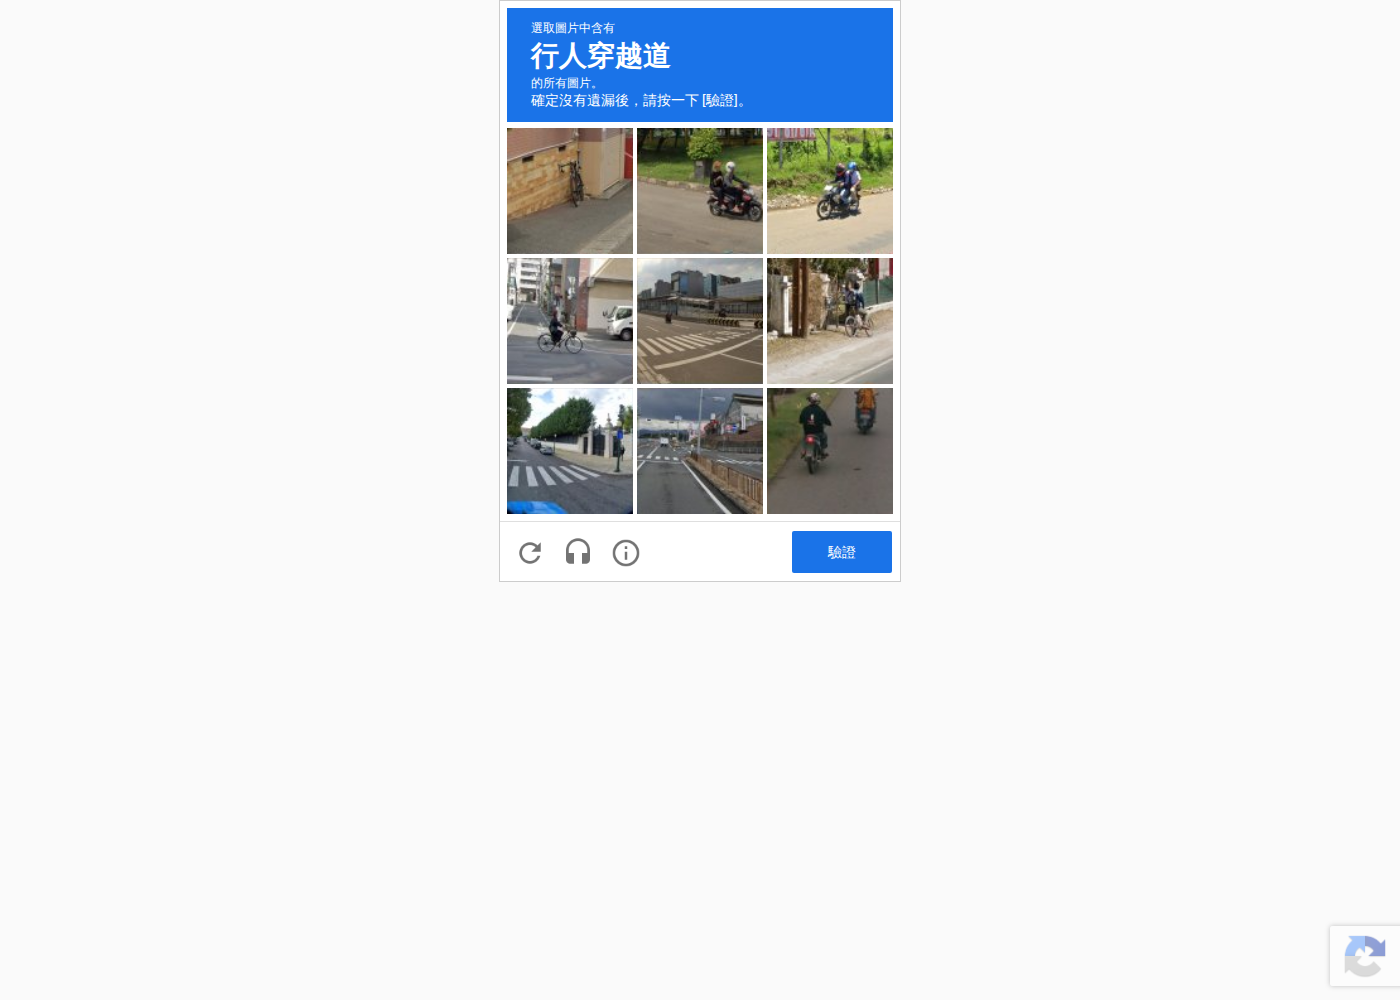 選取圖片中含有
行人穿越道
的所有圖片。
確定沒有遺漏後，請按一下 [驗證]。
驗證